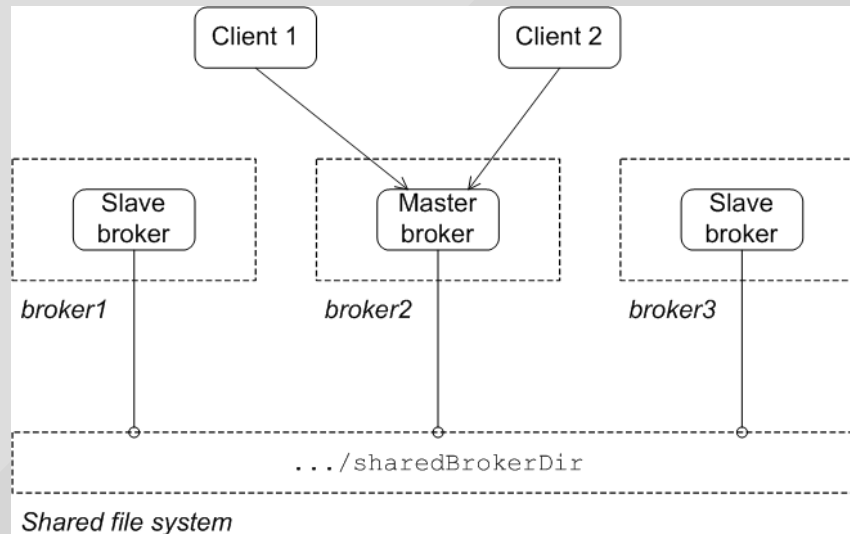 Client 1
Client 2
Slave
broker
Master
broker
Slave
broker
broker1
broker2
broker3
.../sharedBrokerDir
Shared file system